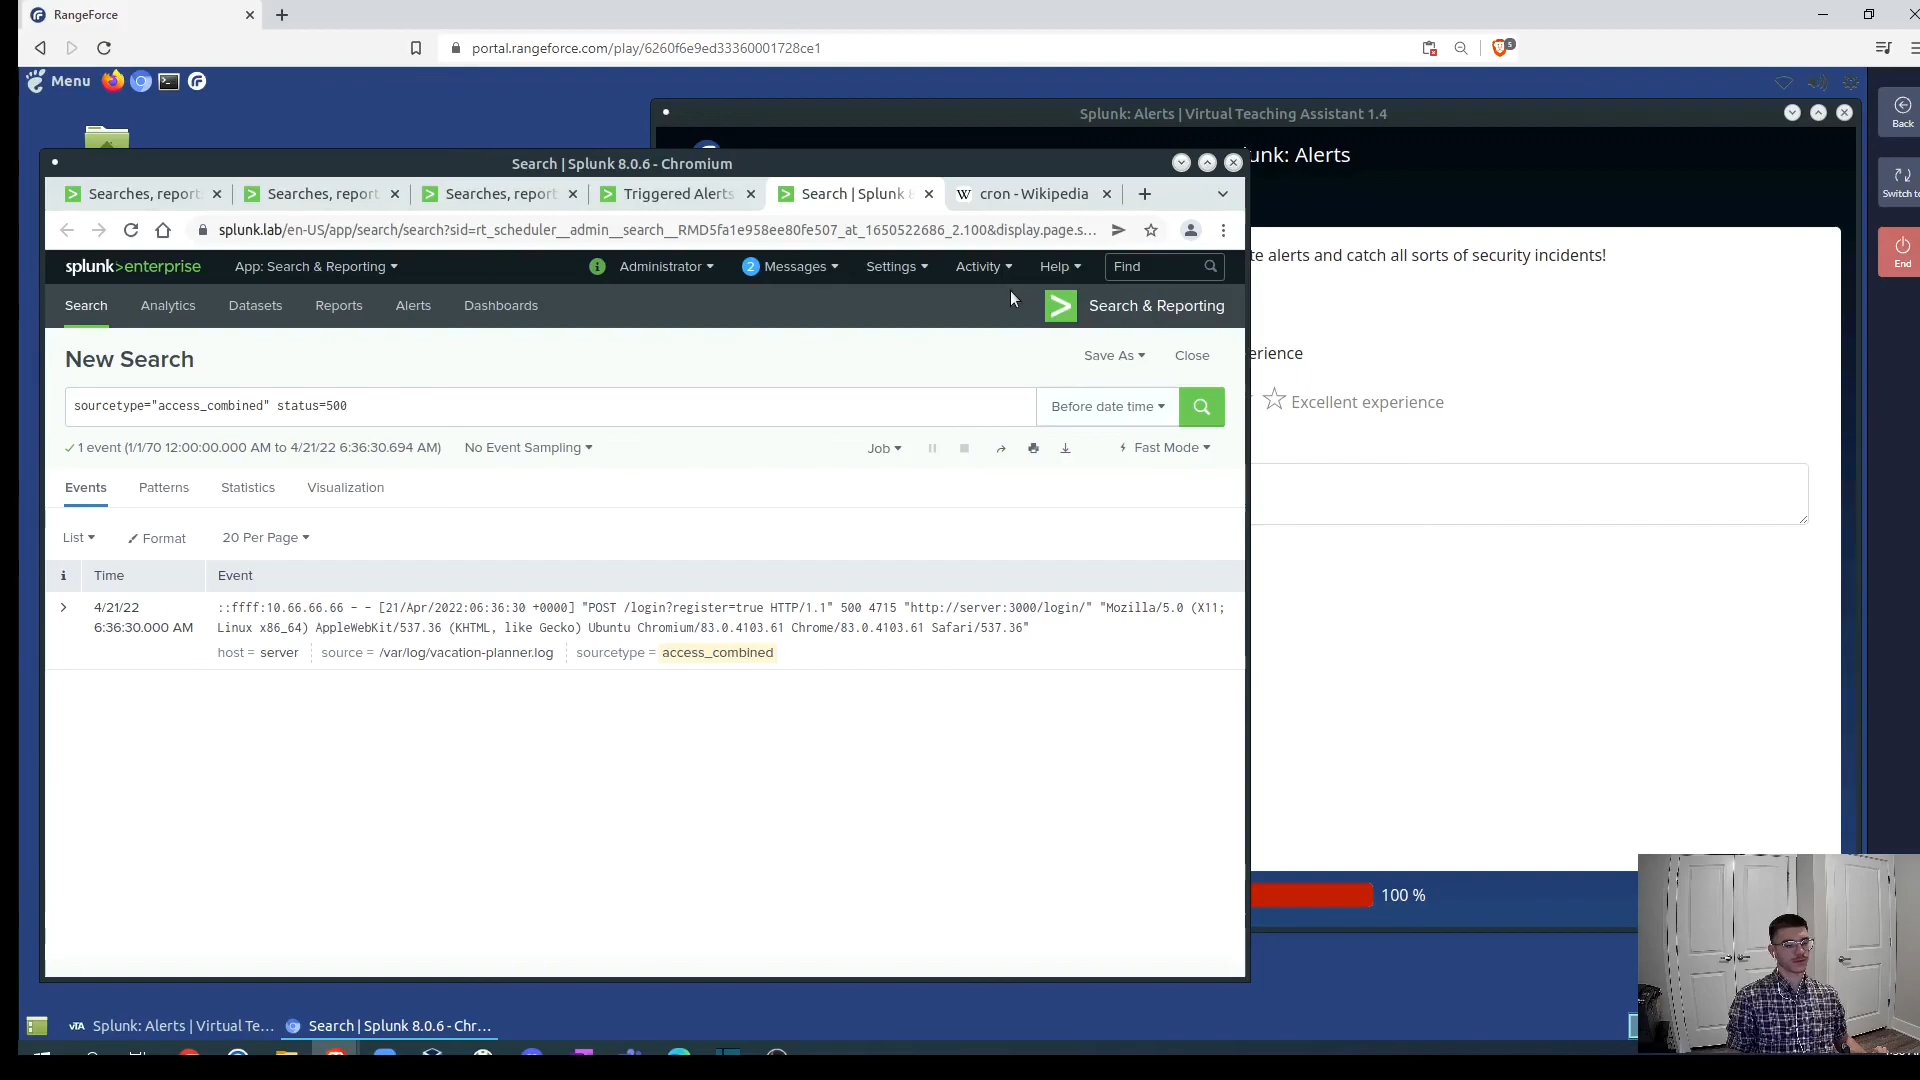 RangeForce
portal.rangeforce.com/play/6260f6e9ed33360001728ce1
5
Menu
Splunk: Alerts | Virtual Teaching Assistant 1.4
Back
unk: Alerts
Search | Splunk 8.0.6 - Chromium
Switch to
Searches, report
Searches, report
Searches, report
Triggered Alerts
Search | Splunk 8
W cron - Wikipedia
splunk.lab/en-US/app/search/search?sid=rt_scheduler__admin__search__RMD5fa1e958ee80fe507_at_1650522686_2.100&display.page.s...
End
te alerts and catch all sorts of security incidents!
splunk>enterprise App: Search & Reporting
i Administrator 2 Messages Settings Activity Help Find
Search Analytics Datasets Reports Alerts Dashboards
> Search & Reporting
New Search
Save As Close
erience
sourcetype="access_combined" status=500
Before date time
Excellent experience
1 event (1/1/70 12:00:00.000 AM to 4/21/22 6:36:30.694 AM) No Event Sampling
Job Fast Mode
Events Patterns Statistics Visualization
List Format 20 Per Page
i Time Event
4/21/22
6:36:30.000 AM
::ffff:10.66.66.66 - - [21/Apr/2022:06:36:30 +0000] "POST /login?register=true HTTP/1.1" 500 4715 "http://server:3000/login/" "Mozilla/5.0 (X11;
Linux x86_64) AppleWebKit/537.36 (KHTML, like Gecko) Ubuntu Chromium/83.0.4103.61 Chrome/83.0.4103.61 Safari/537.36"
host = server source = /var/log/vacation-planner.log sourcetype = access_combined
100 %
vTA Splunk: Alerts | Virtual Te...
Search | Splunk 8.0.6 - Chr...